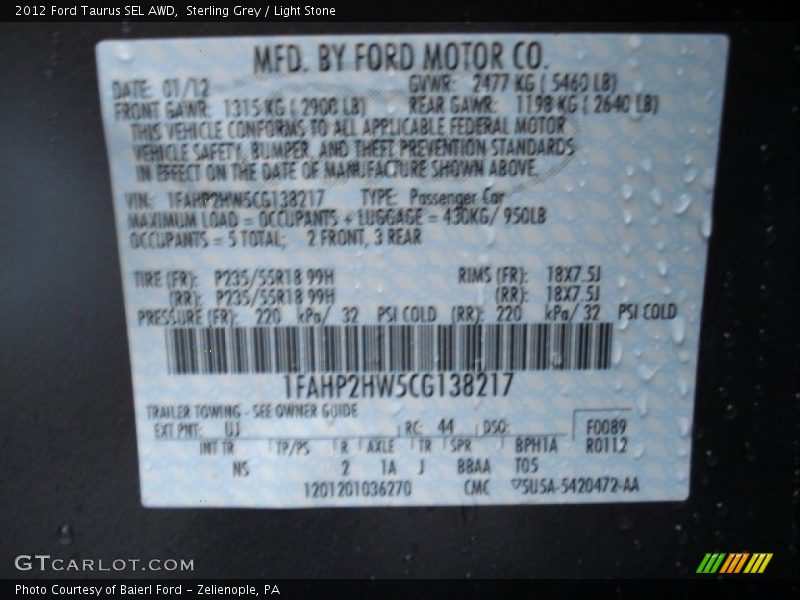 2012 Ford Taurus SEL AWD, Sterling Grey / Light Stone
MFD. BY FORD MOTOR CO.
DATE: 01/12 GVWR: 2477 KG ( 5460 LB)
FRONT GAWR: 1315 KG ( 2900 LB) REAR GAWR: 1198 KG ( 2640 LB)
THIS VEHICLE CONFORMS TO ALL APPLICABLE FEDERAL MOTOR
VEHICLE SAFETY, BUMPER, AND THEFT PREVENTION STANDARDS
IN EFFECT ON THE DATE OF MANUFACTURE SHOWN ABOVE.
VIN: 1FAHP2HW5CG138217 TYPE: Passenger Car
MAXIMUM LOAD = OCCUPANTS + LUGGAGE = 430KG/ 950LB
OCCUPANTS = 5 TOTAL; 2 FRONT, 3 REAR
TIRE (FR): P235/55R18 99H RIMS (FR): 18X7.5J
(RR): P235/55R18 99H (RR): 18X7.5J
PRESSURE (FR): 220 kPa/ 32 PSI COLD (RR): 220 kPa/ 32 PSI COLD
1FAHP2HW5CG138217
TRAILER TOWING - SEE OWNER GUIDE
EXT PNT: UJ RC: 44 DSO: F0089
INT TR TP/PS R AXLE TR SPR BPH1A R0112
NS 2 1A J BBAA T05
1201201036270 CMC 5U5A-5420472-AA
GTCARLOT.COM
Photo Courtesy of Baierl Ford - Zelienople, PA